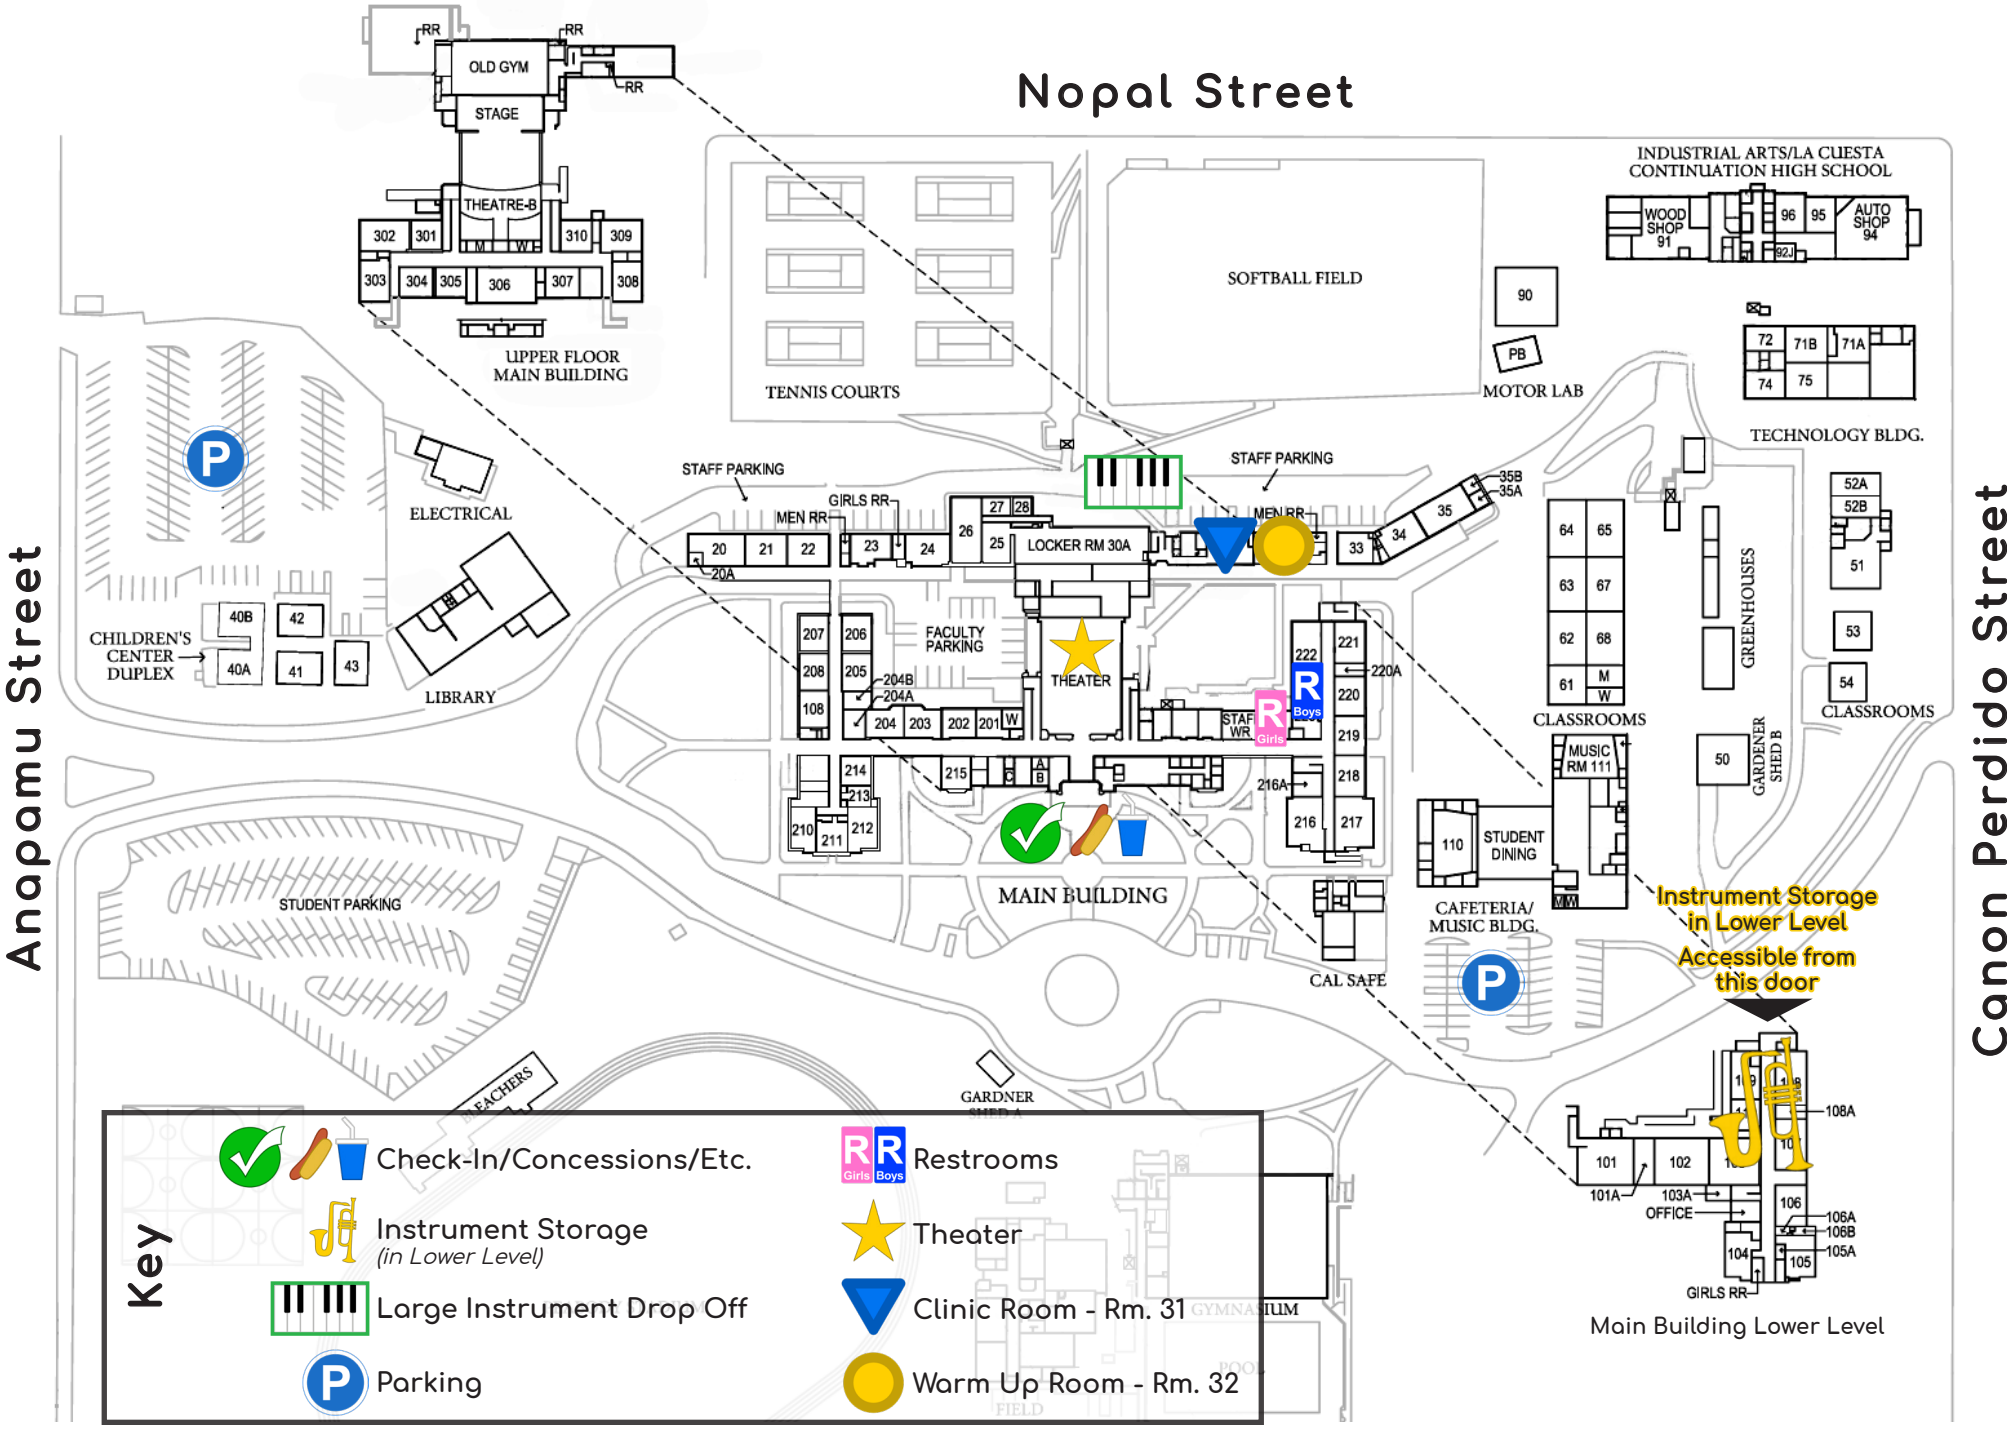 RR
RR
OLD GYM
RR
STAGE
Nopal Street
INDUSTRIAL ARTS/LA CUESTA
CONTINUATION HIGH SCHOOL
THEATRE-B
302
301
M
W
310
309
303
304
305
306
307
308
UPPER FLOOR
MAIN BUILDING
WOOD
SHOP
91
96
95
AUTO
SHOP
94
92J
SOFTBALL FIELD
90
PB
MOTOR LAB
TENNIS COURTS
72
71B
71A
74
75
TECHNOLOGY BLDG.
P
ELECTRICAL
STAFF PARKING
STAFF PARKING
GIRLS RR
MEN RR
MEN RR
35B
35A
20
21
22
23
24
26
27
28
25
LOCKER RM 30A
33
34
35
20A
64
65
63
67
62
68
61
M
W
CLASSROOMS
52A
52B
51
53
54
CLASSROOMS
GREENHOUSES
GARDENER
SHED B
50
Anapamu Street
Canon Perdido Street
40B
42
CHILDREN'S
CENTER
DUPLEX
40A
41
43
LIBRARY
207
206
208
205
108
204B
204A
204
203
202
201
W
FACULTY
PARKING
THEATER
222
221
220A
220
219
218
STAF
WR
R
Girls
R
Boys
214
213
215
C
A
B
210
211
212
216A
216
217
MUSIC
RM 111
110
STUDENT
DINING
M
W
CAFETERIA/
MUSIC BLDG.
MAIN BUILDING
CAL SAFE
STUDENT PARKING
P
Instrument Storage
in Lower Level
Accessible from
this door
BLEACHERS
GARDNER
SHED A
108A
101
102
101A
103A
OFFICE
106
106A
106B
105A
104
105
GIRLS RR
Main Building Lower Level
Key
Check-In/Concessions/Etc.
Instrument Storage
(in Lower Level)
Large Instrument Drop Off
P
Parking
R
Girls
R
Boys
Restrooms
Theater
Clinic Room - Rm. 31
Warm Up Room - Rm. 32
GYMNASIUM
POOL
FIELD